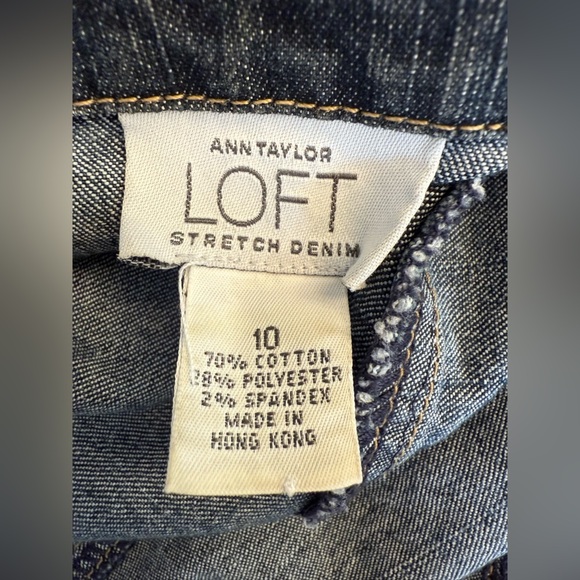 ANN TAYLOR
LOFT
STRETCH DENIM
10
70% COTTON
28% POLYESTER
2% SPANDEX
MADE IN
HONG KONG